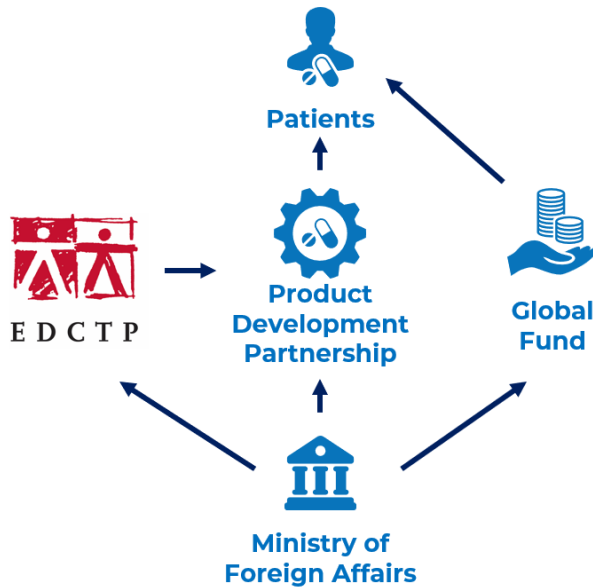 Patients
EDCTP
Product
Development
Partnership
Global
Fund
Ministry of
Foreign Affairs